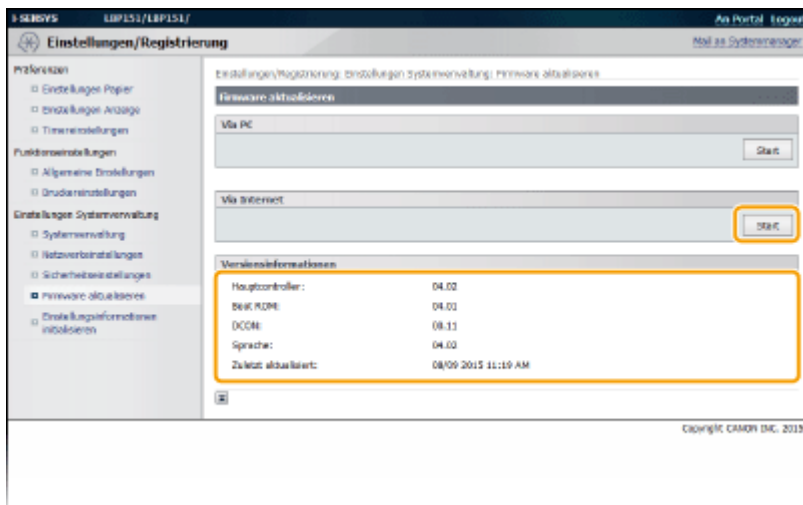 i-SENSYS LBP151/LBP151/ An Portal Logout
Einstellungen/Registrierung Mail an Systemmanager
Präferenzen
Einstellungen Papier
Einstellungen Anzeige
Timereinstellungen
Funktionseinstellungen
Allgemeine Einstellungen
Druckereinstellungen
Einstellungen Systemverwaltung
Systemverwaltung
Netzwerkeinstellungen
Sicherheitseinstellungen
Firmware aktualisieren
Einstellungsinformationen
initialisieren
Einstellungen/Registrierung: Einstellungen Systemverwaltung: Firmware aktualisieren
Firmware aktualisieren
Via PC
Start
Via Internet
Start
Versionsinformationen
Hauptcontroller: 04.02
Boot ROM: 04.01
DCON: 00.11
Sprache: 04.02
Zuletzt aktualisiert: 08/09 2015 11:19 AM
Copyright CANON INC. 2015